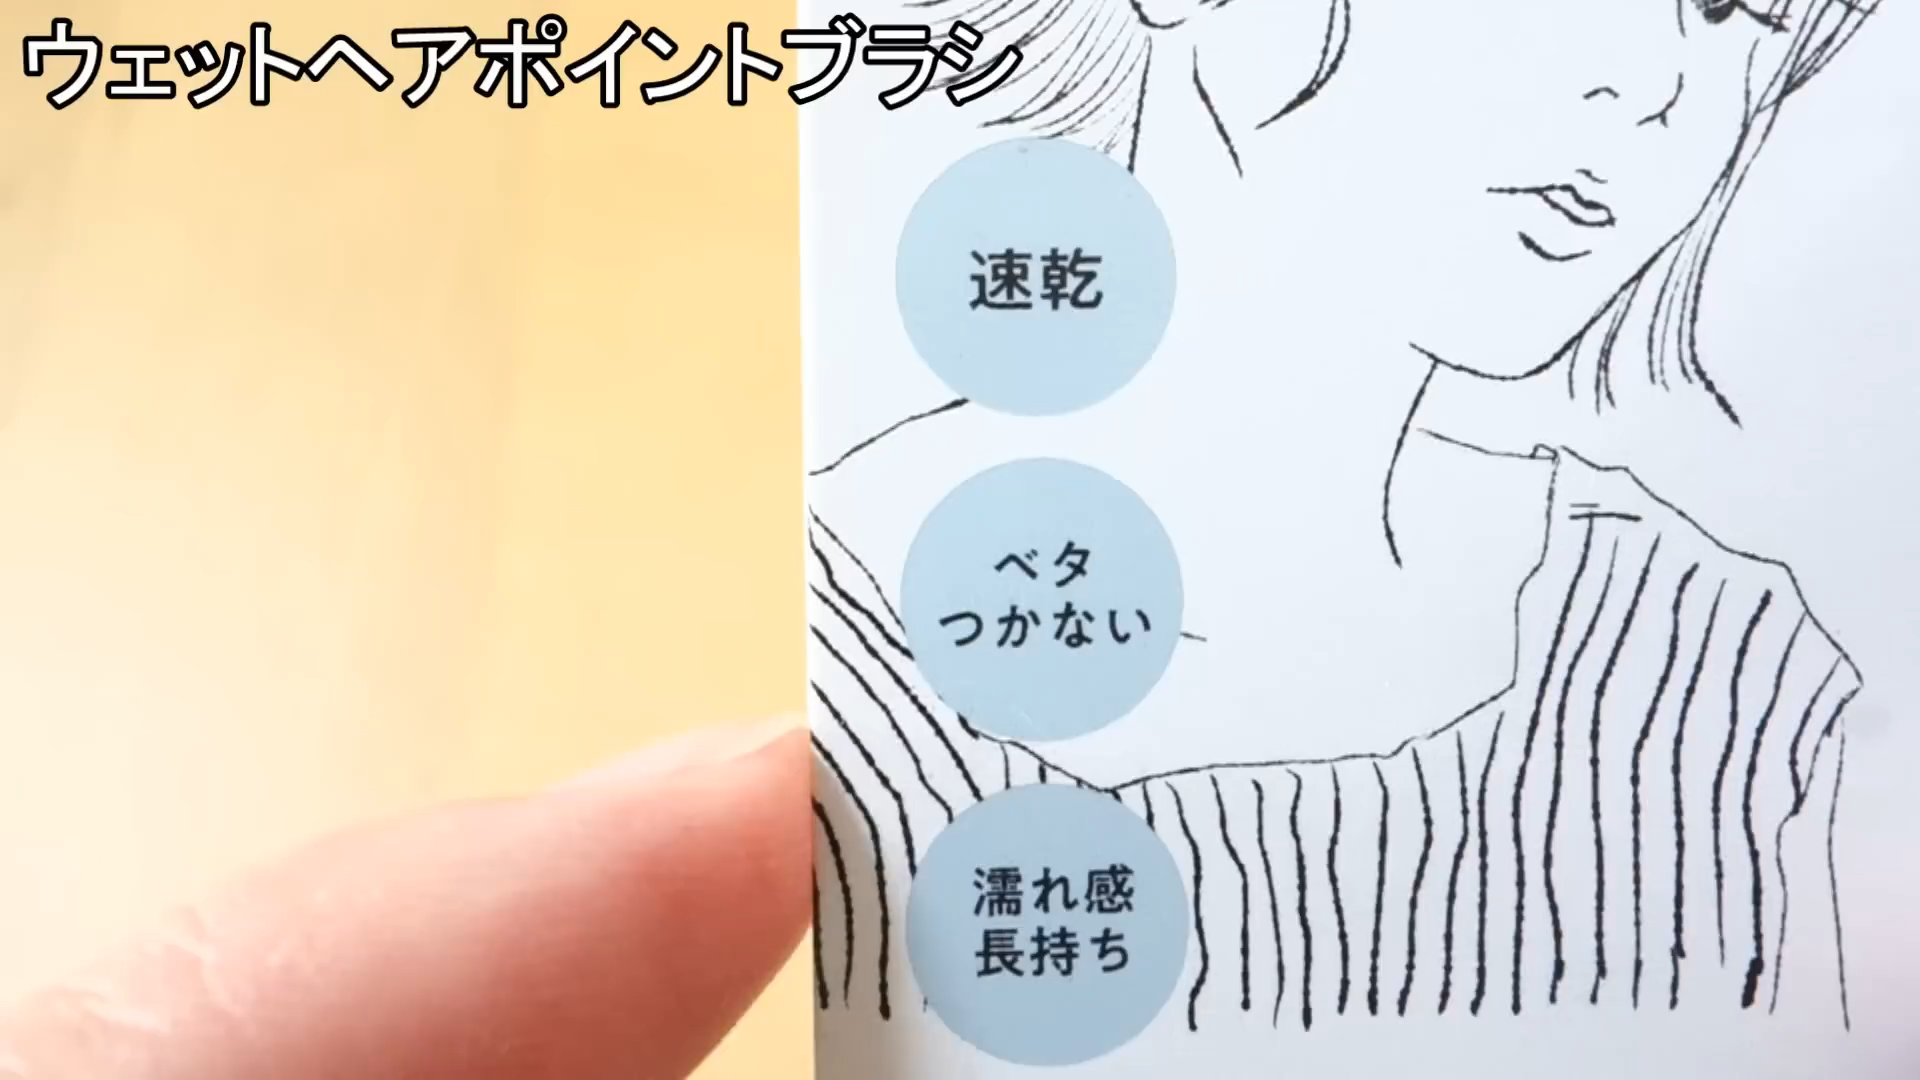 ウェットヘアポイントブラシ
速乾
ベタ
つかない
濡れ感
長持ち